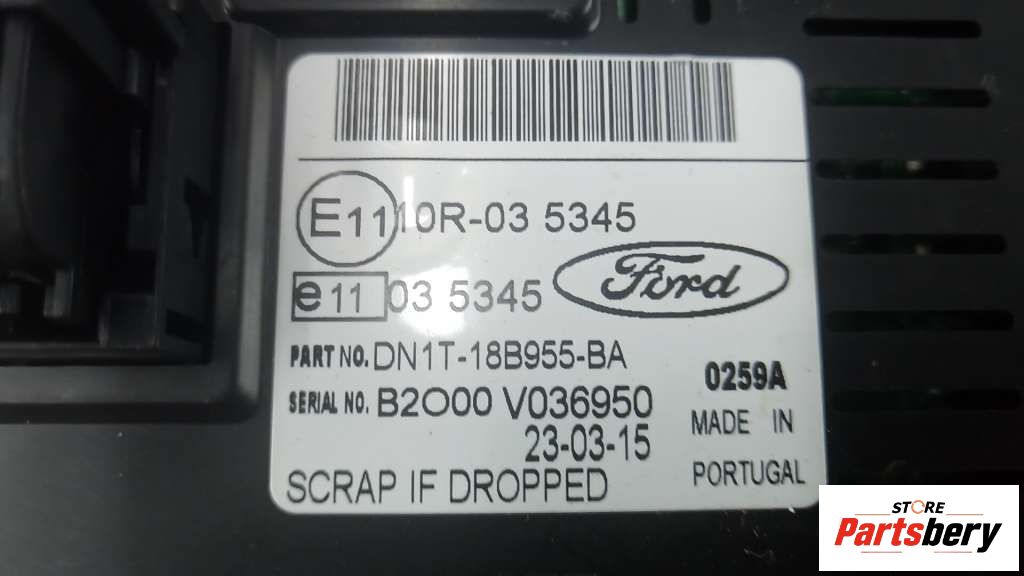 E11 10R-03 5345
e11 03 5345
Ford
PART NO. DN1T-18B955-BA
0259A
SERIAL NO. B2O00 V036950
MADE IN
23-03-15
PORTUGAL
SCRAP IF DROPPED
STORE
Partsbery